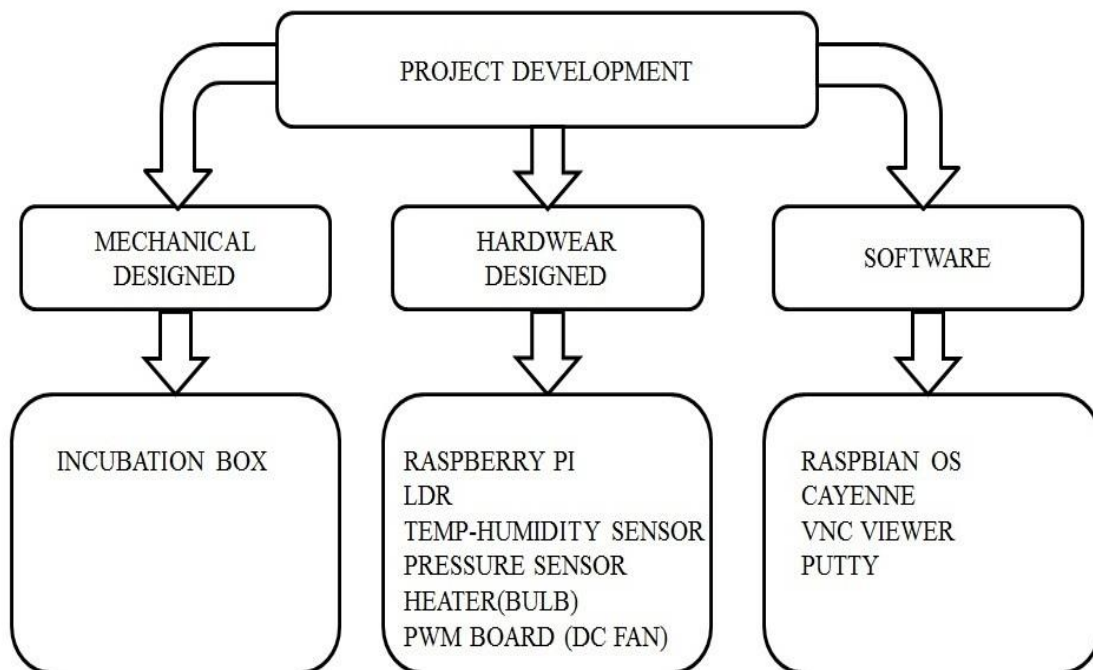 PROJECT DEVELOPMENT
MECHANICAL
DESIGNED
HARDWEAR
DESIGNED
SOFTWARE
INCUBATION BOX
RASPBERRY PI
LDR
TEMP-HUMIDITY SENSOR
PRESSURE SENSOR
HEATER(BULB)
PWM BOARD (DC FAN)
RASPBIAN OS
CAYENNE
VNC VIEWER
PUTTY